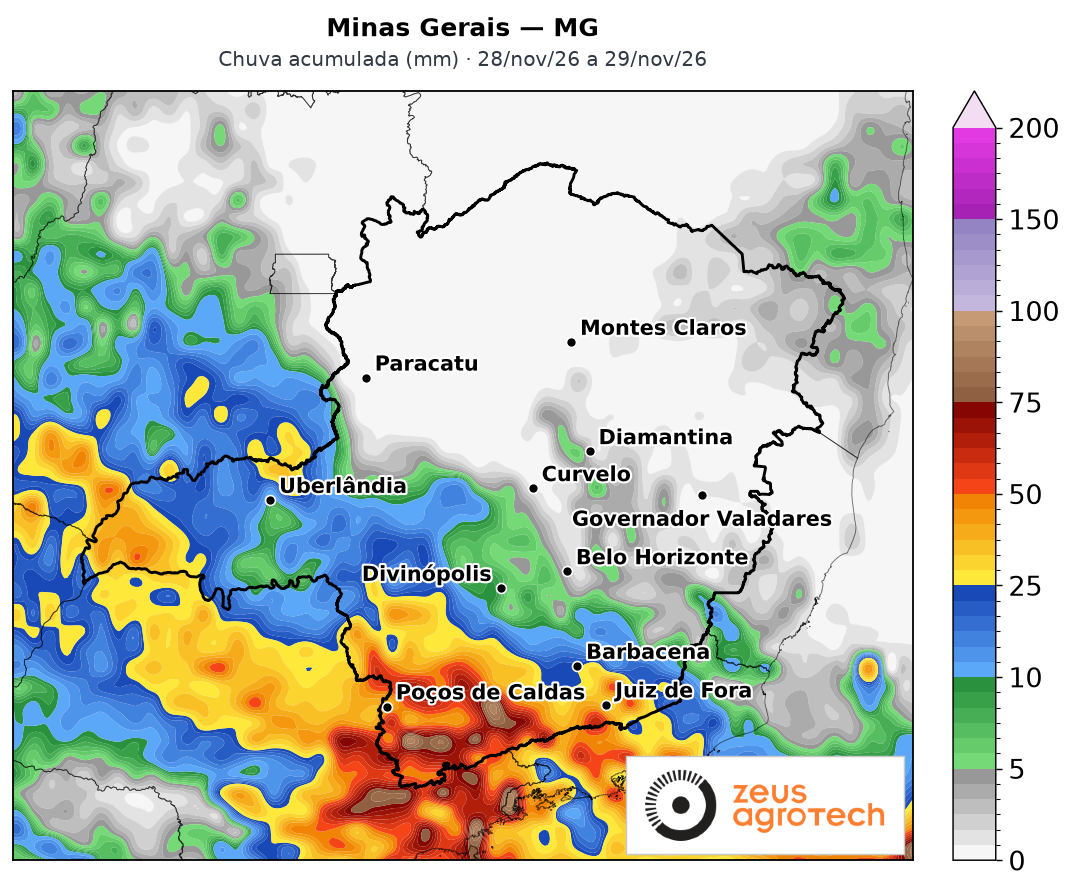 Minas Gerais — MG
Chuva acumulada (mm) · 28/nov/26 a 29/nov/26
200
150
100
75
50
25
10
5
0
Montes Claros
Paracatu
Diamantina
Curvelo
Uberlândia
Governador Valadares
Belo Horizonte
Divinópolis
Barbacena
Poços de Caldas
Juiz de Fora
zeus
agrotech